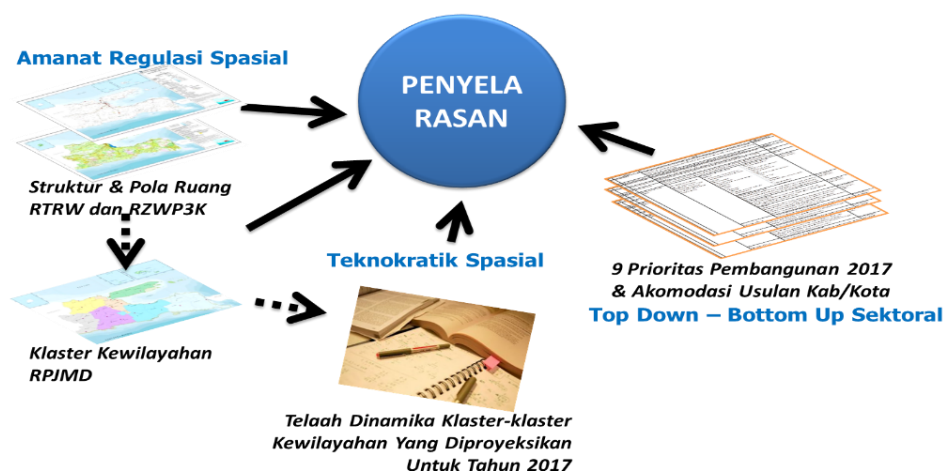 Amanat Regulasi Spasial
PENYELA
RASAN
Struktur & Pola Ruang
RTRW dan RZWP3K
Teknokratik Spasial
9 Prioritas Pembangunan 2017
& Akomodasi Usulan Kab/Kota
Top Down – Bottom Up Sektoral
Klaster Kewilayahan
RPJMD
Telaah Dinamika Klaster-klaster
Kewilayahan Yang Diproyeksikan
Untuk Tahun 2017